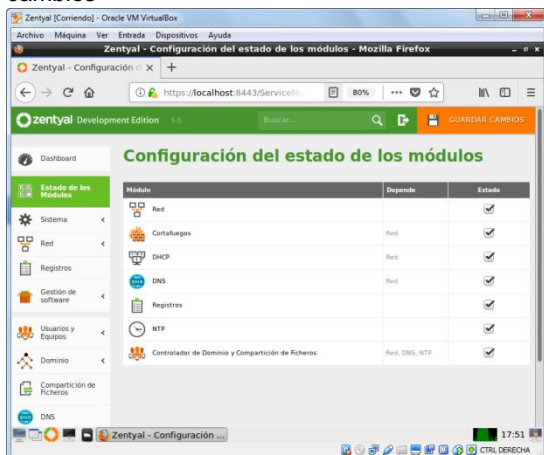 cambios
Zentyal [Corriendo] - Oracle VM VirtualBox
Archivo Máquina Ver Entrada Dispositivos Ayuda
Zentyal - Configuración del estado de los módulos - Mozilla Firefox
Zentyal - Configuración
https://localhost:8443/ServiceMo
80%
zentyal Development Edition 5.0
Buscar...
GUARDAR CAMBIOS
Dashboard
Estado de los Módulos
Sistema
Red
Registros
Gestión de software
Usuarios y Equipos
Dominio
Compartición de Ficheros
DNS
Configuración del estado de los módulos
Módulo Depende Estado
Red
Cortafuegos Red
DHCP Red
DNS Red
Registros
NTP
Controlador de Dominio y Compartición de Ficheros Red, DNS, NTP
Zentyal - Configuración ...
17:51
CTRL DERECHA